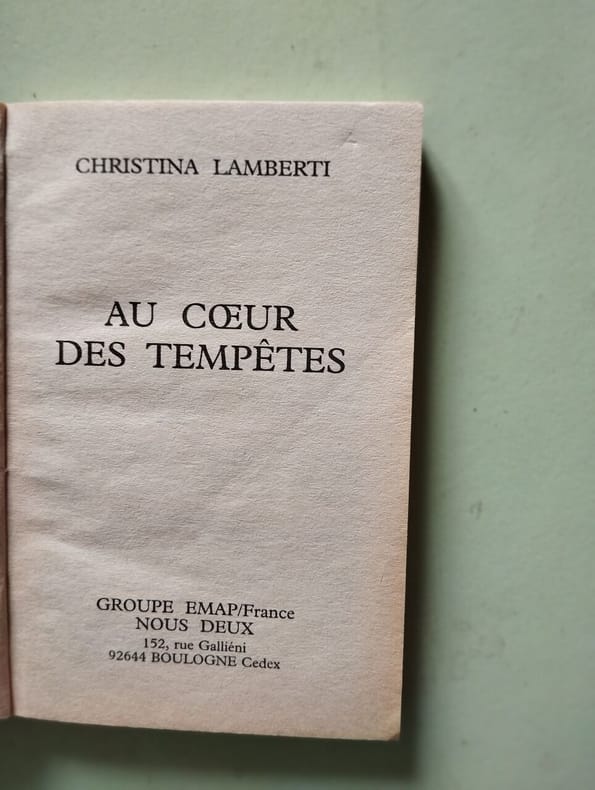 CHRISTINA LAMBERTI
AU CŒUR
DES TEMPÊTES
GROUPE EMAP/France
NOUS DEUX
152, rue Galliéni
92644 BOULOGNE Cedex